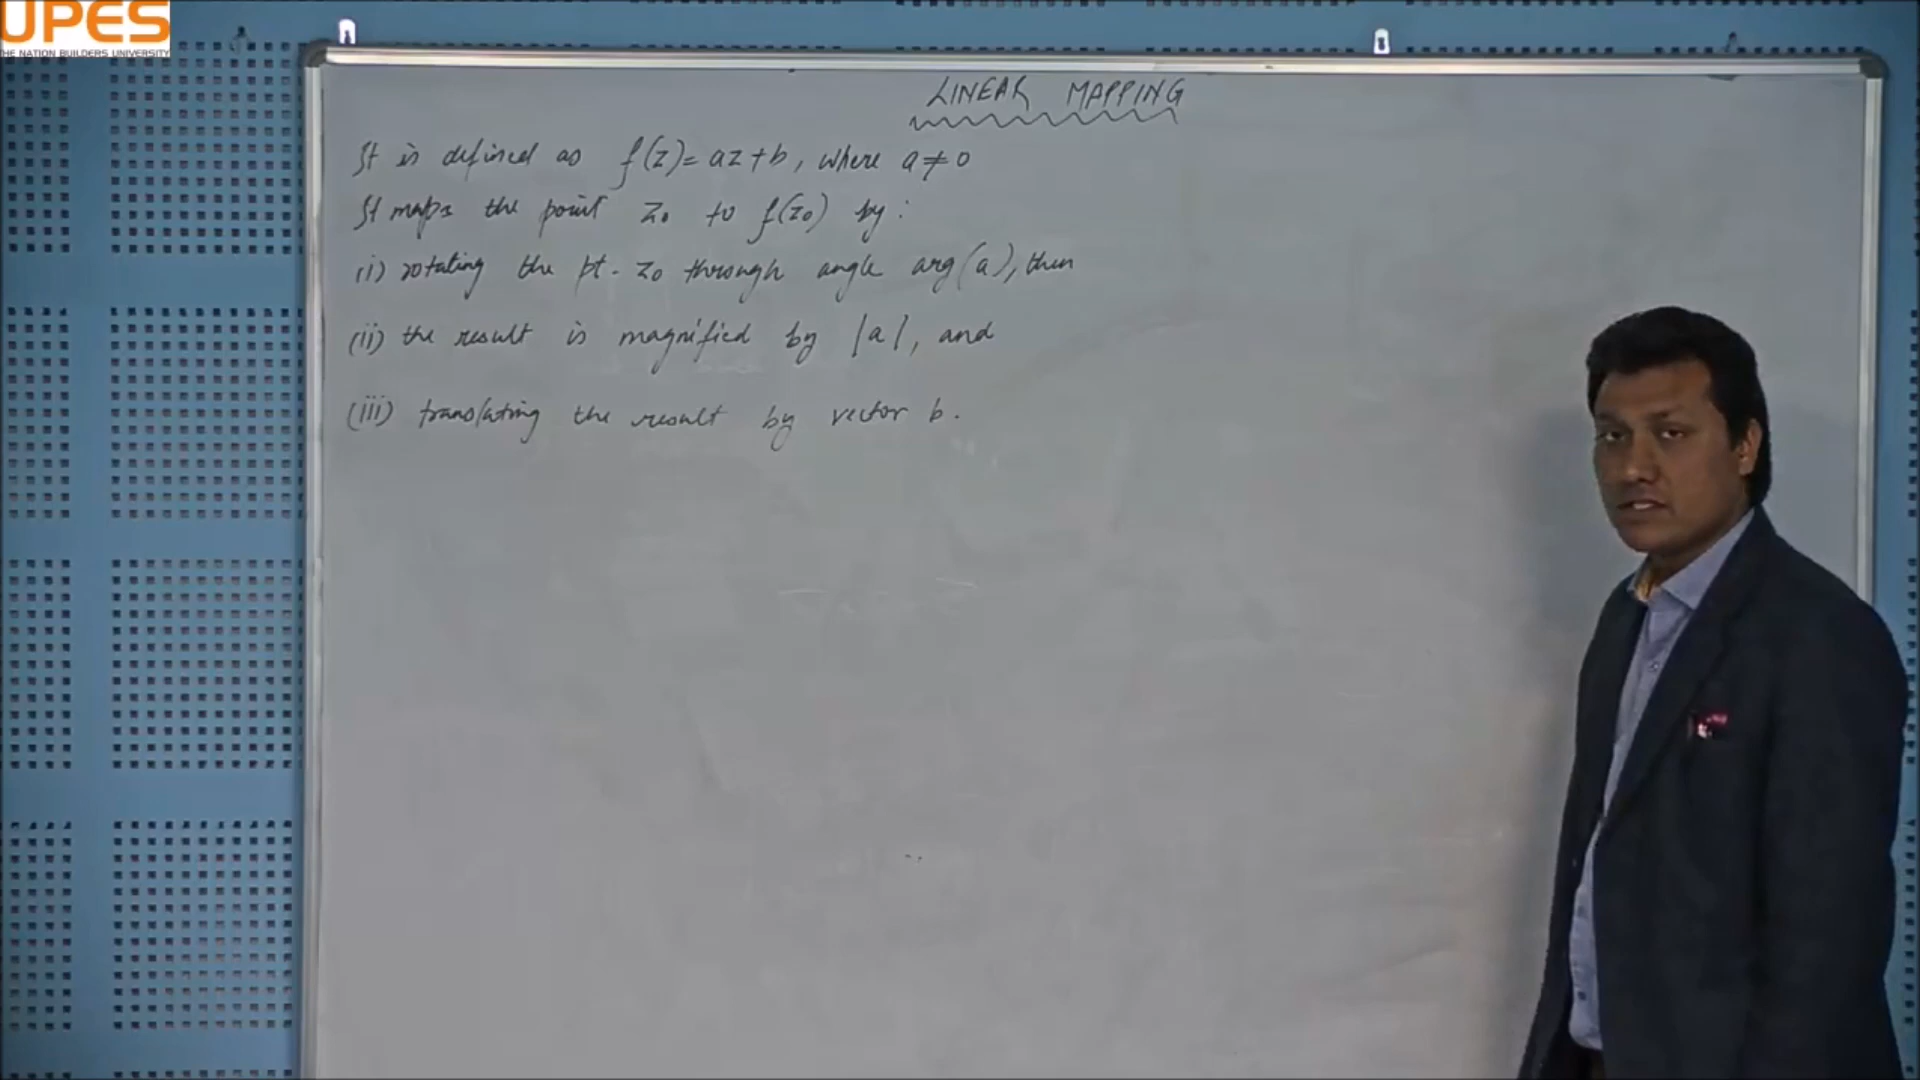 UPES
THE NATION BUILDERS UNIVERSITY
LINEAR MAPPING
It is defined as f(z)= az+b, where a≠0
It maps the point z₀ to f(z₀) by:
(i) rotating the pt. z₀ through angle arg(a), then
(ii) the result is magnified by |a|, and
(iii) translating the result by vector b.